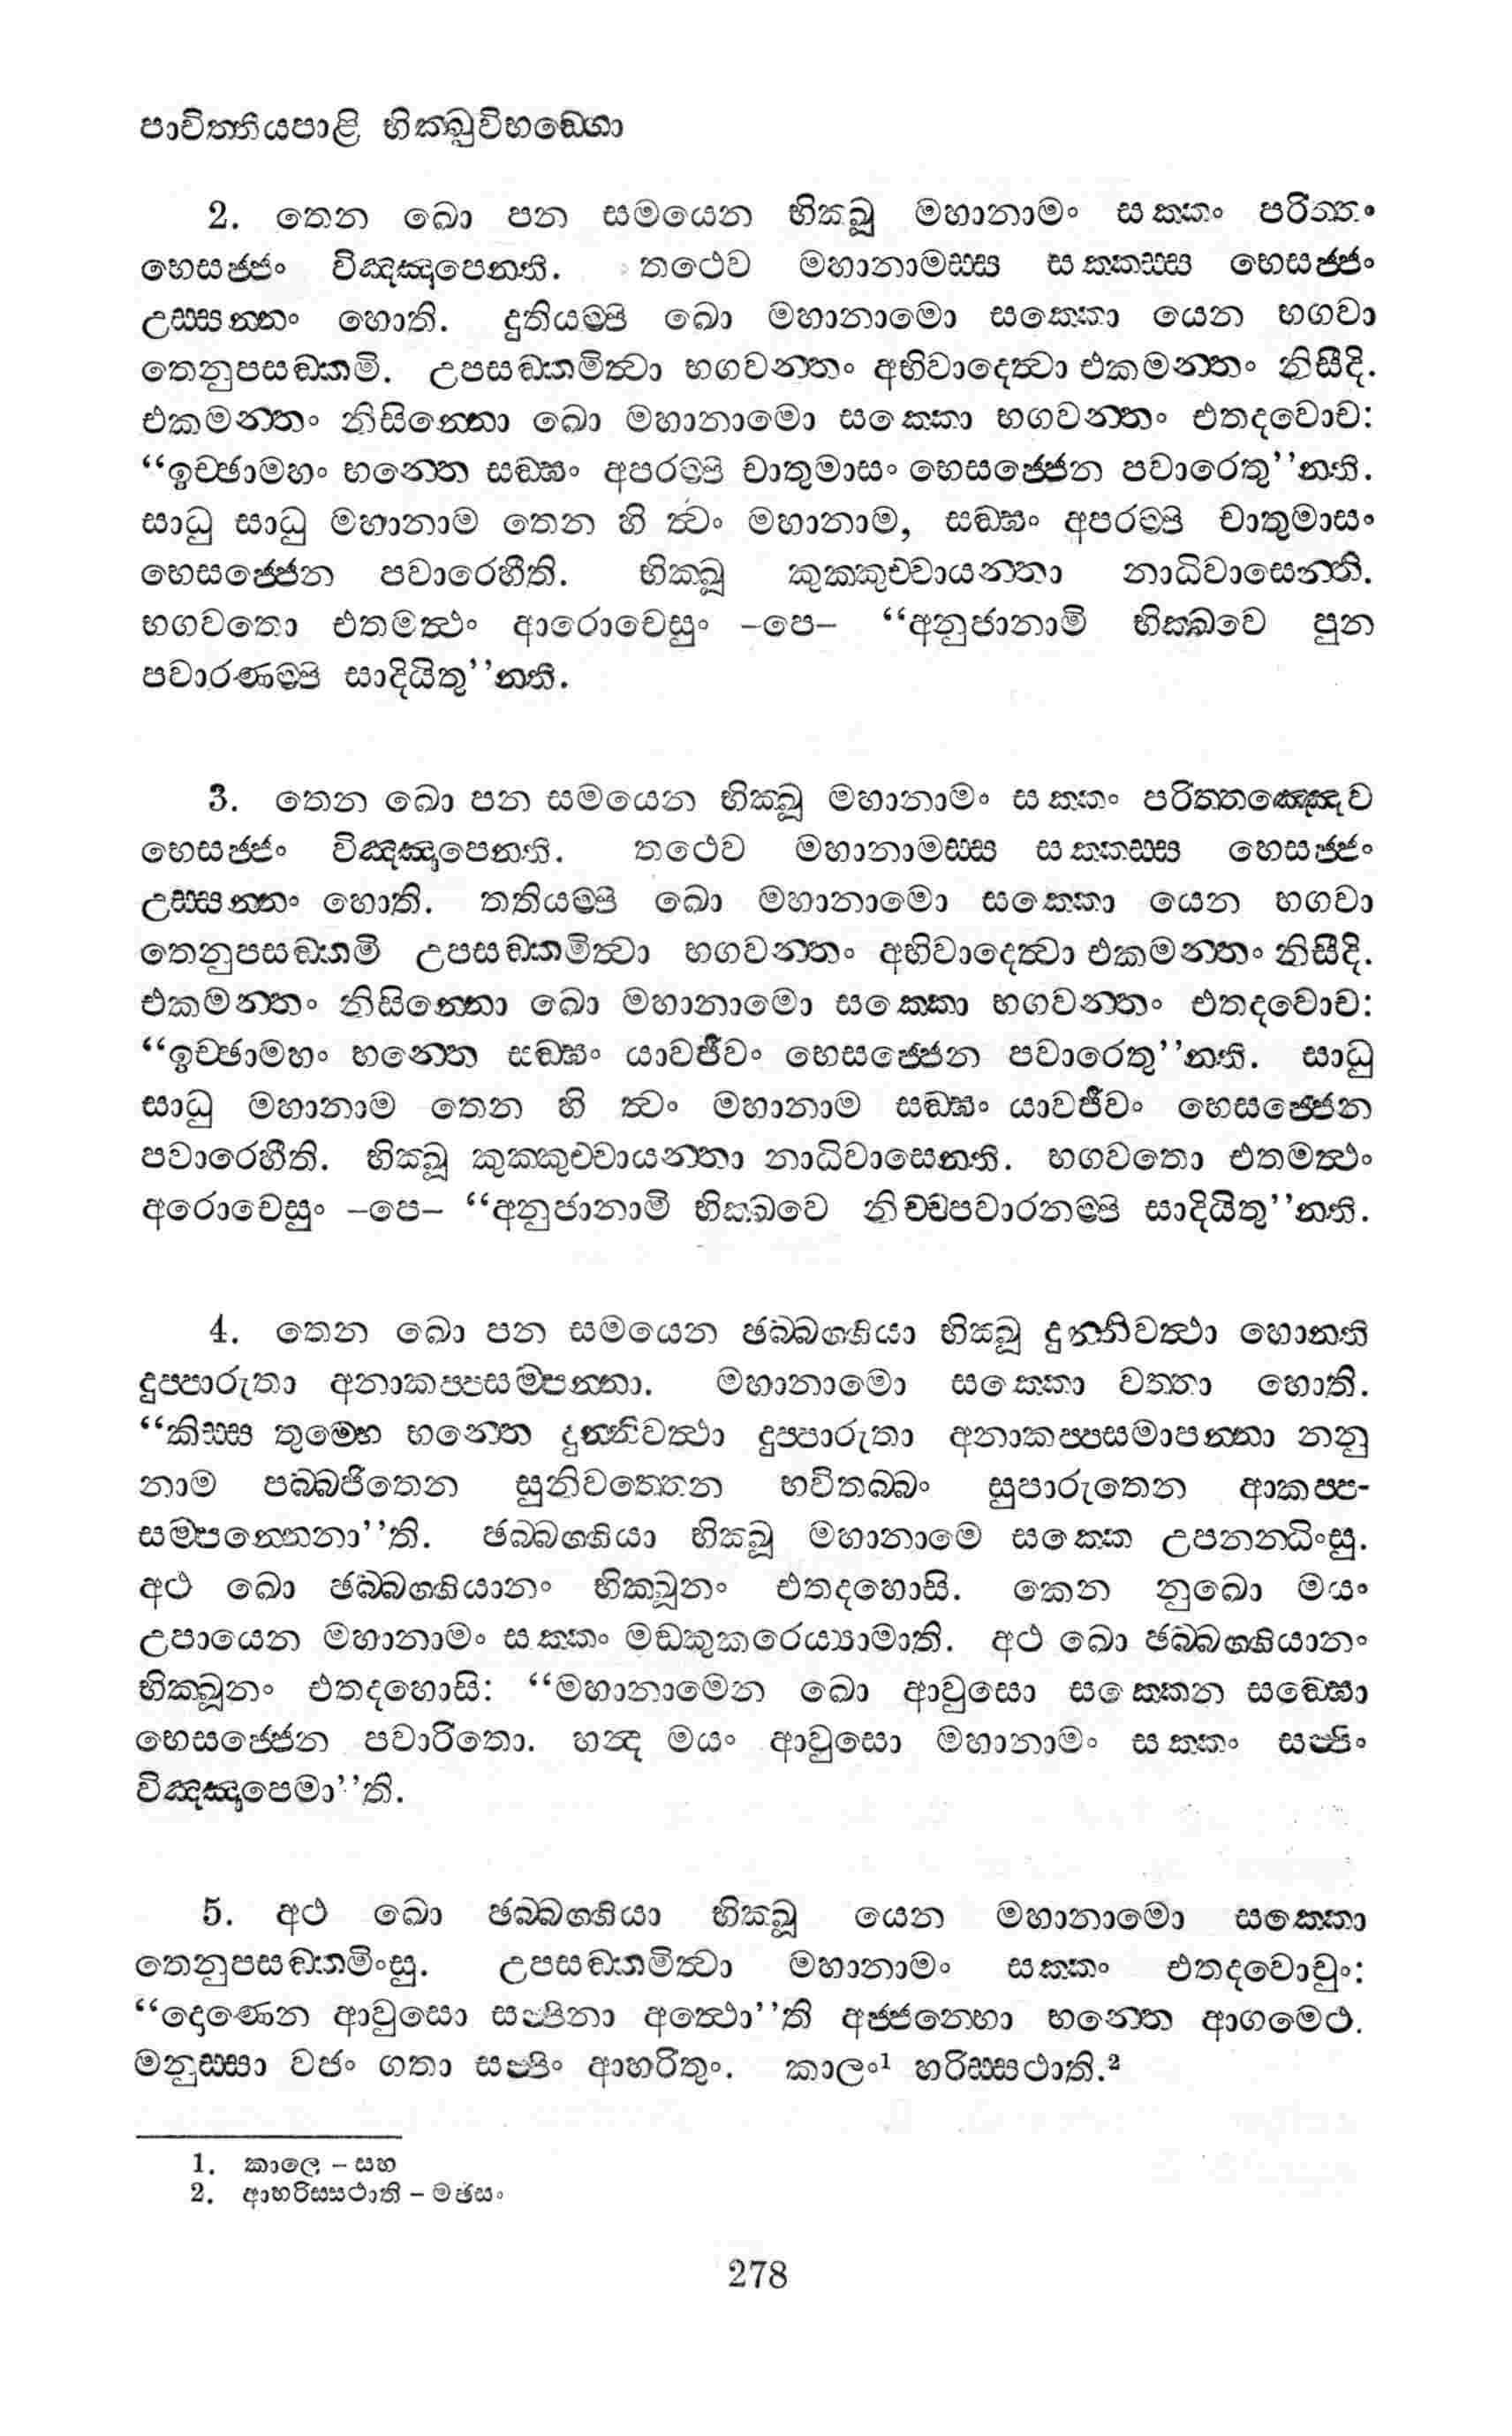 පාචිත්තියපාළි භික්ඛුවිභඞ්ගො
2. තෙන ඛො පන සමයෙන භික්ඛූ මහානාමං සක්කං පරිත්තං
භෙසජ්ජං විඤ්ඤාපෙන්ති. තථෙව මහානාමස්ස සක්කස්ස භෙසජ්ජං
උස්සන්නං හොති. දුතියම්පි ඛො මහානාමො සක්කො යෙන භගවා
තෙනුපසඞ්කමි. උපසඞ්කමිත්වා භගවන්තං අභිවාදෙත්වා එකමන්තං නිසීදි.
එකමන්තං නිසින්නො ඛො මහානාමො සක්කො භගවන්තං එතදවොච:
“ඉච්ඡාමහං භන්තෙ සඞ්ඝං අපරම්පි චාතුමාසං භෙසජ්ජෙන පවාරෙතු”න්ති.
සාධු සාධු මහානාම තෙන හි ත්වං මහානාම, සඞ්ඝං අපරම්පි චාතුමාසං
භෙසජ්ජෙන පවාරෙහීති. භික්ඛූ කුක්කුච්චායන්තා නාධිවාසෙන්ති.
භගවතො එතමත්ථං ආරොචෙසුං –පෙ– “අනුජානාමි භික්ඛවෙ පුන
පවාරණම්පි සාදියිතු”න්ති.
3. තෙන ඛො පන සමයෙන භික්ඛූ මහානාමං සක්කං පරිත්තඤ්ඤෙව
භෙසජ්ජං විඤ්ඤාපෙන්ති. තථෙව මහානාමස්ස සක්කස්ස භෙසජ්ජං
උස්සන්නං හොති. තතියම්පි ඛො මහානාමො සක්කො යෙන භගවා
තෙනුපසඞ්කමි උපසඞ්කමිත්වා භගවන්තං අභිවාදෙත්වා එකමන්තං නිසීදි.
එකමන්තං නිසින්නො ඛො මහානාමො සක්කො භගවන්තං එතදවොච:
“ඉච්ඡාමහං භන්තෙ සඞ්ඝං යාවජීවං භෙසජ්ජෙන පවාරෙතු”න්ති. සාධු
සාධු මහානාම තෙන හි ත්වං මහානාම සඞ්ඝං යාවජීවං භෙසජ්ජෙන
පවාරෙහීති. භික්ඛූ කුක්කුච්චායන්තා නාධිවාසෙන්ති. භගවතො එතමත්ථං
අරොචෙසුං –පෙ– “අනුජානාමි භික්ඛවෙ නිච්චපවාරනම්පි සාදියිතු”න්ති.
4. තෙන ඛො පන සමයෙන ඡබ්බග්ගියා භික්ඛූ දුන්නිවත්ථා හොන්ති
දුප්පාරුතා අනාකප්පසම්පන්නා. මහානාමො සක්කො වත්තා හොති.
“කිස්ස තුම්හෙ භන්තෙ දුන්නිවත්ථා දුප්පාරුතා අනාකප්පසමාපන්නා නනු
නාම පබ්බජිතෙන සුනිවත්තෙන භවිතබ්බං සුපාරුතෙන ආකප්ප-
සම්පන්නෙනා”ති. ඡබ්බග්ගියා භික්ඛූ මහානාමෙ සක්කෙ උපනන්ධිංසු.
අථ ඛො ඡබ්බග්ගියානං භික්ඛූනං එතදහොසි. කෙන නුඛො මයං
උපායෙන මහානාමං සක්කං මඞ්කුකරෙය්‍යාමාති. අථ ඛො ඡබ්බග්ගියානං
භික්ඛූනං එතදහොසි: “මහානාමෙන ඛො ආවුසො සක්කෙන සඞ්ඝො
භෙසජ්ජෙන පවාරිතො. හන්ද මයං ආවුසො මහානාමං සක්කං සප්පිං
විඤ්ඤාපෙමා”ති.
5. අථ ඛො ඡබ්බග්ගියා භික්ඛූ යෙන මහානාමො සක්කො
තෙනුපසඞ්කමිංසු. උපසඞ්කමිත්වා මහානාමං සක්කං එතදවොචුං:
“දොණෙන ආවුසො සප්පිනා අත්ථො”ති අජ්ජන්හො භන්තෙ ආගමෙථ.
මනුස්සා වජං ගතා සප්පිං ආහරිතුං. කාලං¹ හරිස්සථාති.²
1. කාලෙ – සහ
2. ආහරිස්සථාති – මඡසං
278